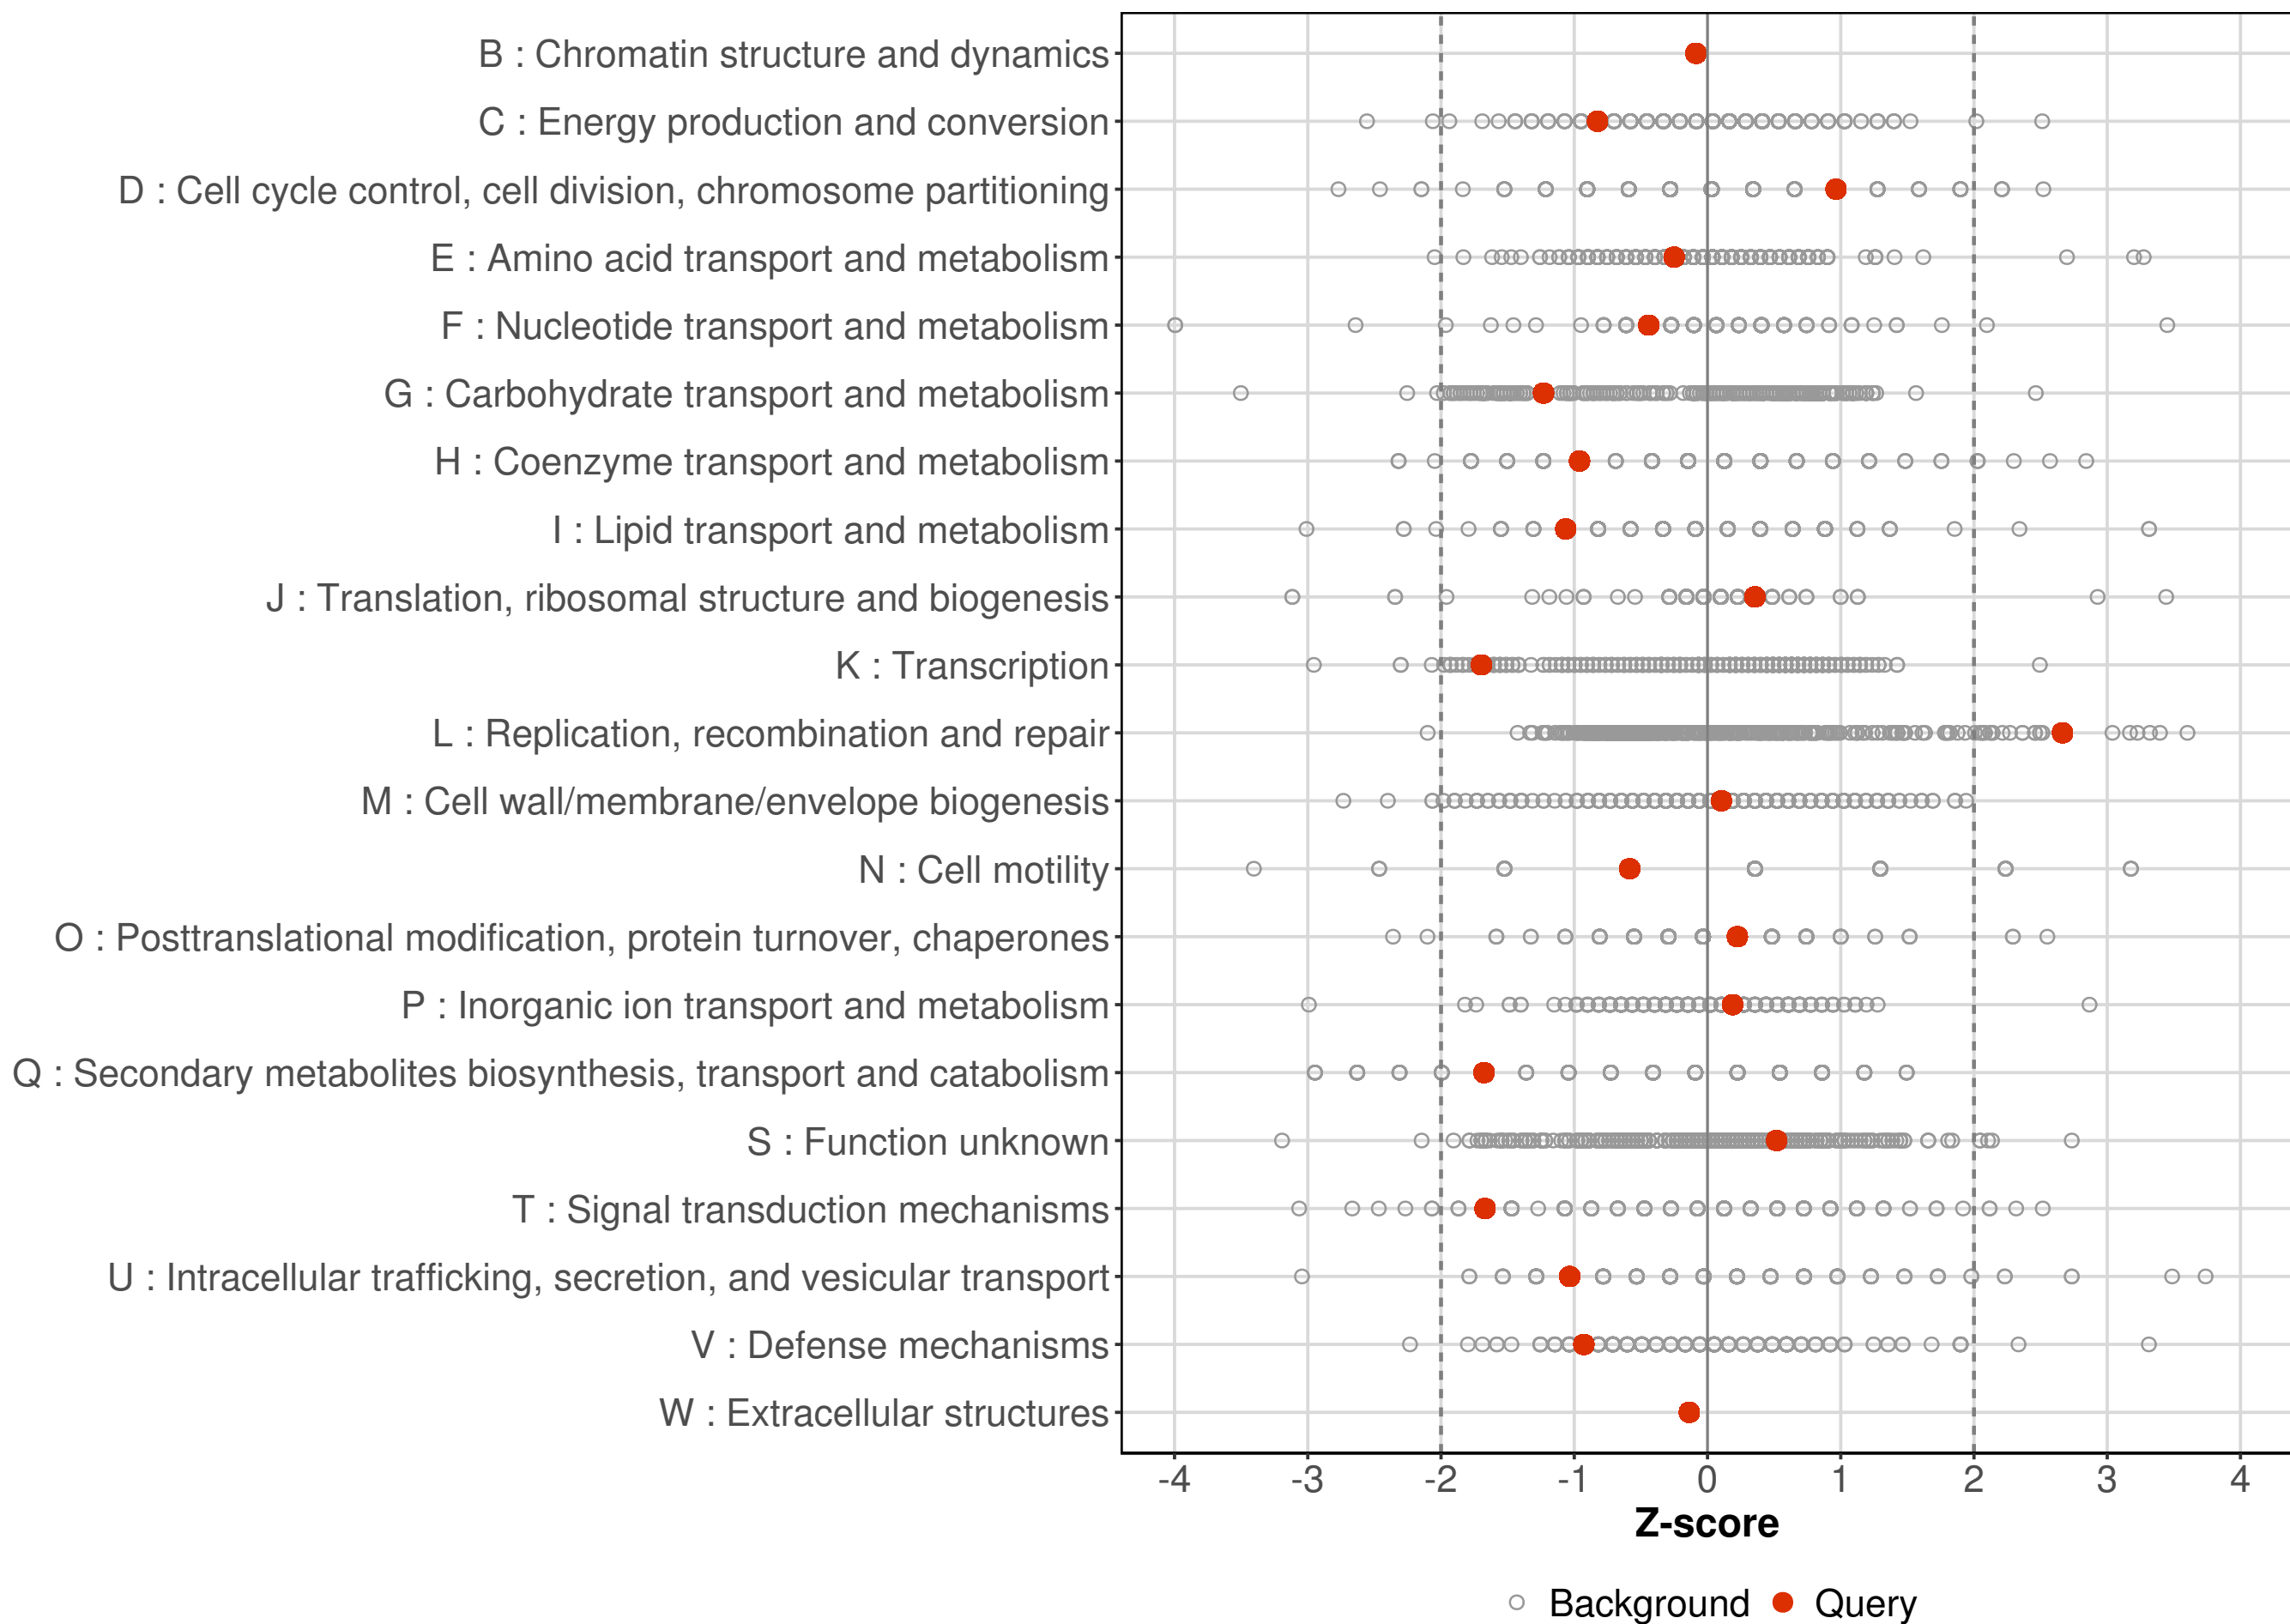 B : Chromatin structure and dynamics
C : Energy production and conversion
D : Cell cycle control, cell division, chromosome partitioning
E : Amino acid transport and metabolism
F : Nucleotide transport and metabolism
G : Carbohydrate transport and metabolism
H : Coenzyme transport and metabolism
I : Lipid transport and metabolism
J : Translation, ribosomal structure and biogenesis
K : Transcription
L : Replication, recombination and repair
M : Cell wall/membrane/envelope biogenesis
N : Cell motility
O : Posttranslational modification, protein turnover, chaperones
P : Inorganic ion transport and metabolism
Q : Secondary metabolites biosynthesis, transport and catabolism
S : Function unknown
T : Signal transduction mechanisms
U : Intracellular trafficking, secretion, and vesicular transport
V : Defense mechanisms
W : Extracellular structures
-4 -3 -2 -1 0 1 2 3 4
Z-score
Background Query